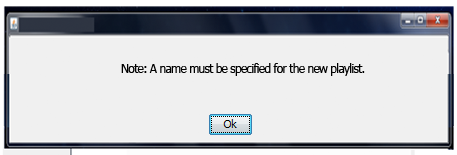 Note: A name must be specified for the new playlist.
Ok